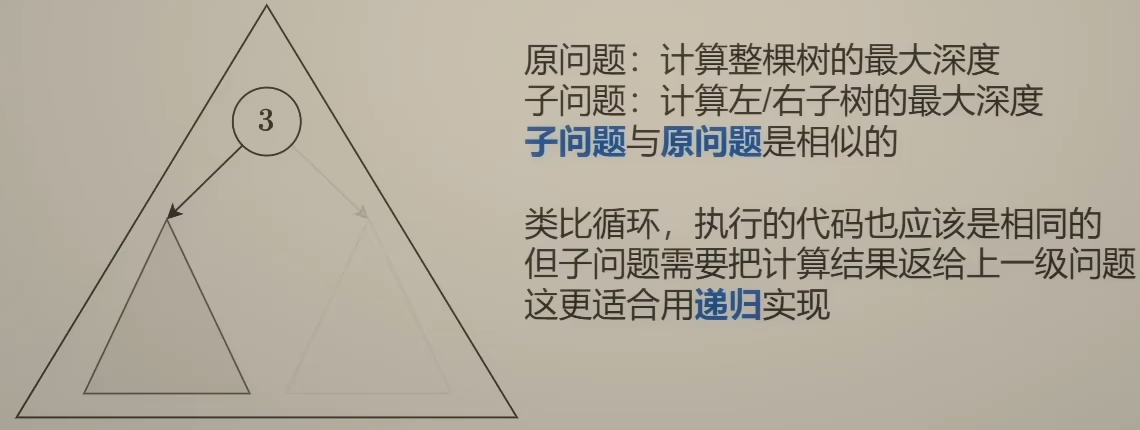 3
原问题：计算整棵树的最大深度
子问题：计算左/右子树的最大深度
子问题与原问题是相似的
类比循环，执行的代码也应该是相同的
但子问题需要把计算结果返给上一级问题
这更适合用递归实现